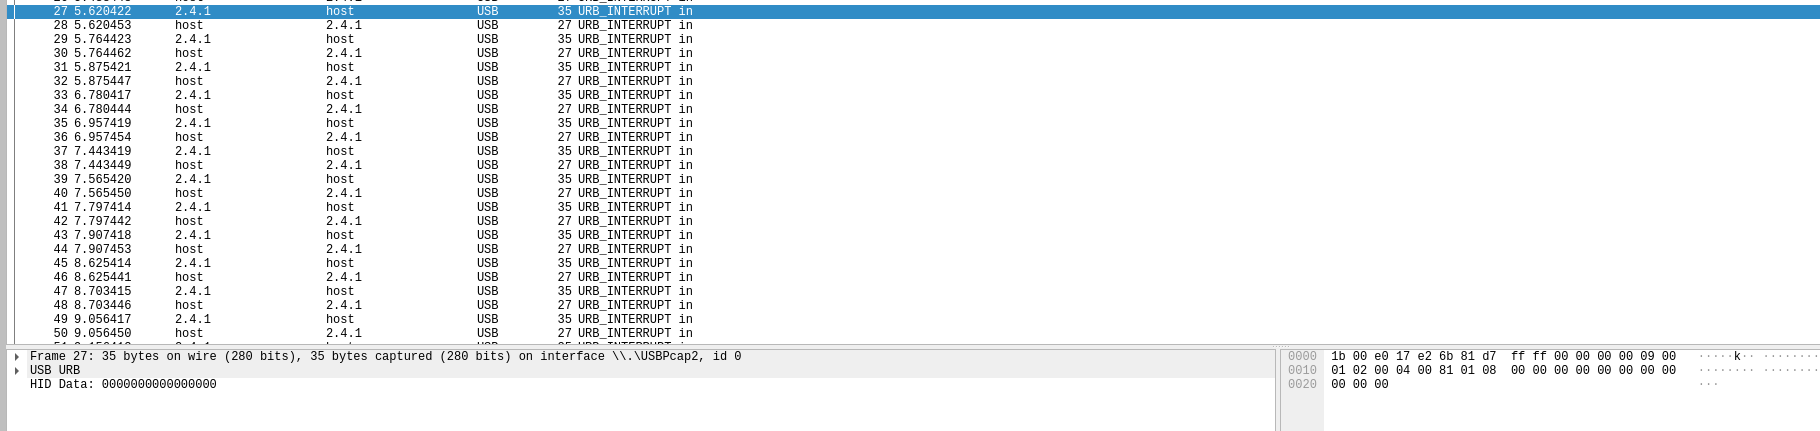 27 5.620422 2.4.1 host USB 35 URB_INTERRUPT in
28 5.620453 host 2.4.1 USB 27 URB_INTERRUPT in
29 5.764423 2.4.1 host USB 35 URB_INTERRUPT in
30 5.764462 host 2.4.1 USB 27 URB_INTERRUPT in
31 5.875421 2.4.1 host USB 35 URB_INTERRUPT in
32 5.875447 host 2.4.1 USB 27 URB_INTERRUPT in
33 6.780417 2.4.1 host USB 35 URB_INTERRUPT in
34 6.780444 host 2.4.1 USB 27 URB_INTERRUPT in
35 6.957419 2.4.1 host USB 35 URB_INTERRUPT in
36 6.957454 host 2.4.1 USB 27 URB_INTERRUPT in
37 7.443419 2.4.1 host USB 35 URB_INTERRUPT in
38 7.443449 host 2.4.1 USB 27 URB_INTERRUPT in
39 7.565420 2.4.1 host USB 35 URB_INTERRUPT in
40 7.565450 host 2.4.1 USB 27 URB_INTERRUPT in
41 7.797414 2.4.1 host USB 35 URB_INTERRUPT in
42 7.797442 host 2.4.1 USB 27 URB_INTERRUPT in
43 7.907418 2.4.1 host USB 35 URB_INTERRUPT in
44 7.907453 host 2.4.1 USB 27 URB_INTERRUPT in
45 8.625414 2.4.1 host USB 35 URB_INTERRUPT in
46 8.625441 host 2.4.1 USB 27 URB_INTERRUPT in
47 8.703415 2.4.1 host USB 35 URB_INTERRUPT in
48 8.703446 host 2.4.1 USB 27 URB_INTERRUPT in
49 9.056417 2.4.1 host USB 35 URB_INTERRUPT in
50 9.056450 host 2.4.1 USB 27 URB_INTERRUPT in
Frame 27: 35 bytes on wire (280 bits), 35 bytes captured (280 bits) on interface \\.\USBPcap2, id 0
USB URB
HID Data: 0000000000000000
0000 1b 00 e0 17 e2 6b 81 d7 ff ff 00 00 00 00 09 00 ·····k·· ········
0010 01 02 00 04 00 81 01 08 00 00 00 00 00 00 00 00 ········ ········
0020 00 00 00 ···